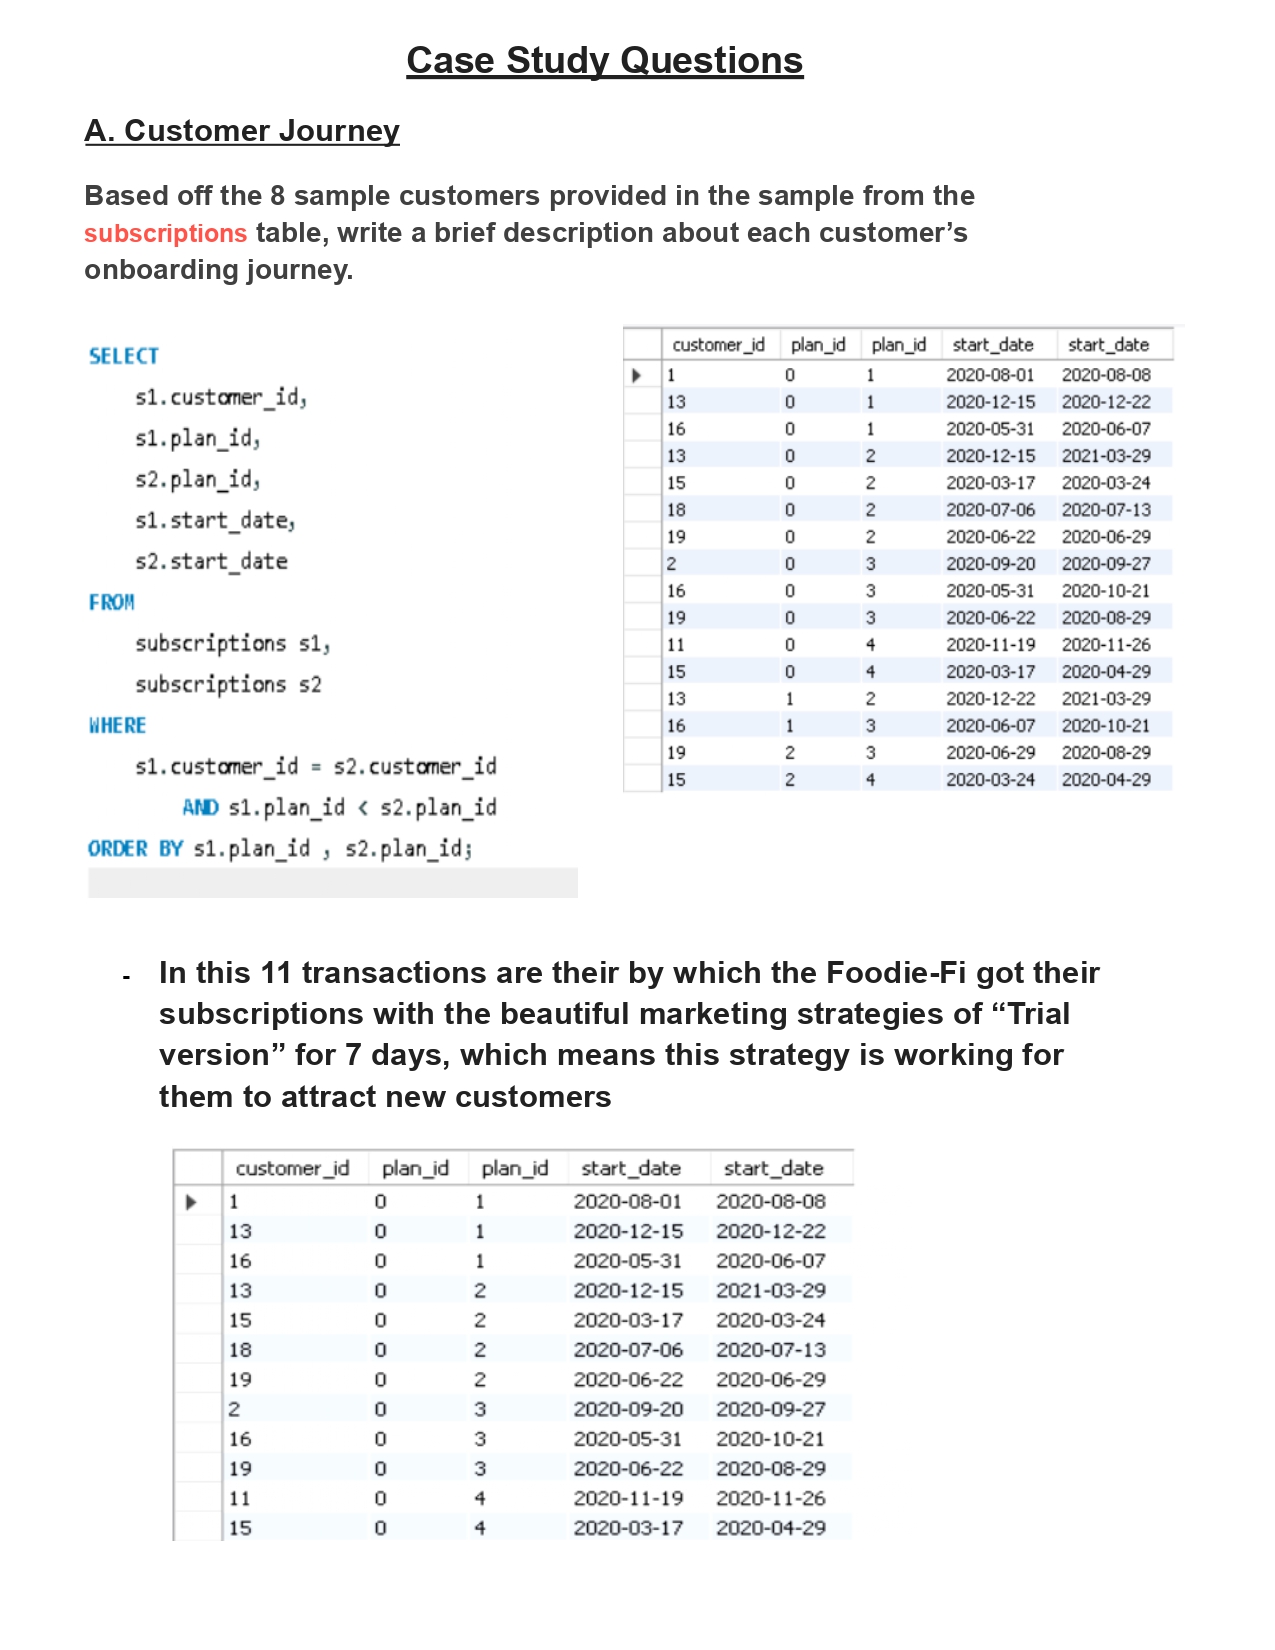 Case Study Questions
A. Customer Journey
Based off the 8 sample customers provided in the sample from the
subscriptions table, write a brief description about each customer’s
onboarding journey.
SELECT
s1.customer_id,
s1.plan_id,
s2.plan_id,
s1.start_date,
s2.start_date
FROM
subscriptions s1,
subscriptions s2
WHERE
s1.customer_id = s2.customer_id
AND s1.plan_id < s2.plan_id
ORDER BY s1.plan_id , s2.plan_id;
customer_id plan_id plan_id start_date start_date
1 0 1 2020-08-01 2020-08-08
13 0 1 2020-12-15 2020-12-22
16 0 1 2020-05-31 2020-06-07
13 0 2 2020-12-15 2021-03-29
15 0 2 2020-03-17 2020-03-24
18 0 2 2020-07-06 2020-07-13
19 0 2 2020-06-22 2020-06-29
2 0 3 2020-09-20 2020-09-27
16 0 3 2020-05-31 2020-10-21
19 0 3 2020-06-22 2020-08-29
11 0 4 2020-11-19 2020-11-26
15 0 4 2020-03-17 2020-04-29
13 1 2 2020-12-22 2021-03-29
16 1 3 2020-06-07 2020-10-21
19 2 3 2020-06-29 2020-08-29
15 2 4 2020-03-24 2020-04-29
- In this 11 transactions are their by which the Foodie-Fi got their
subscriptions with the beautiful marketing strategies of “Trial
version” for 7 days, which means this strategy is working for
them to attract new customers
customer_id plan_id plan_id start_date start_date
1 0 1 2020-08-01 2020-08-08
13 0 1 2020-12-15 2020-12-22
16 0 1 2020-05-31 2020-06-07
13 0 2 2020-12-15 2021-03-29
15 0 2 2020-03-17 2020-03-24
18 0 2 2020-07-06 2020-07-13
19 0 2 2020-06-22 2020-06-29
2 0 3 2020-09-20 2020-09-27
16 0 3 2020-05-31 2020-10-21
19 0 3 2020-06-22 2020-08-29
11 0 4 2020-11-19 2020-11-26
15 0 4 2020-03-17 2020-04-29